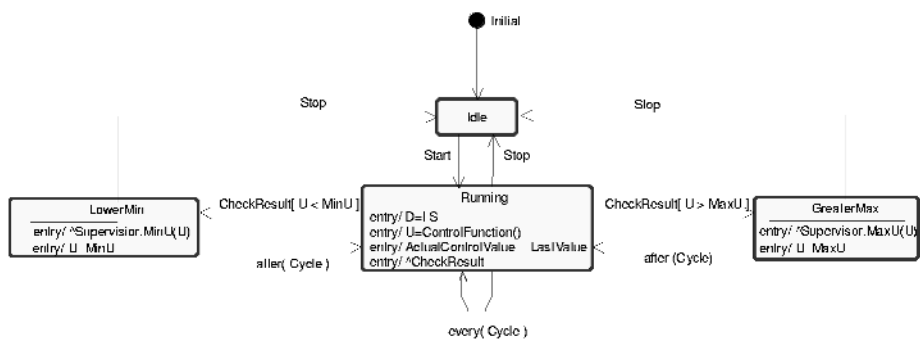 Initial
Stop
Stop
Idle
Start
Stop
LowerMin
entry/ ^Supervisor.MinU(U)
entry/ U MinU
CheckResult[ U < MinU ]
Running
entry/ D=I S
entry/ U=ControlFunction()
entry/ ActualControlValue LastValue
entry/ ^CheckResult
CheckResult[ U > MaxU ]
GreaterMax
entry/ ^Supervisor.MaxU(U)
entry/ U MaxU
after( Cycle )
after (Cycle)
every( Cycle )